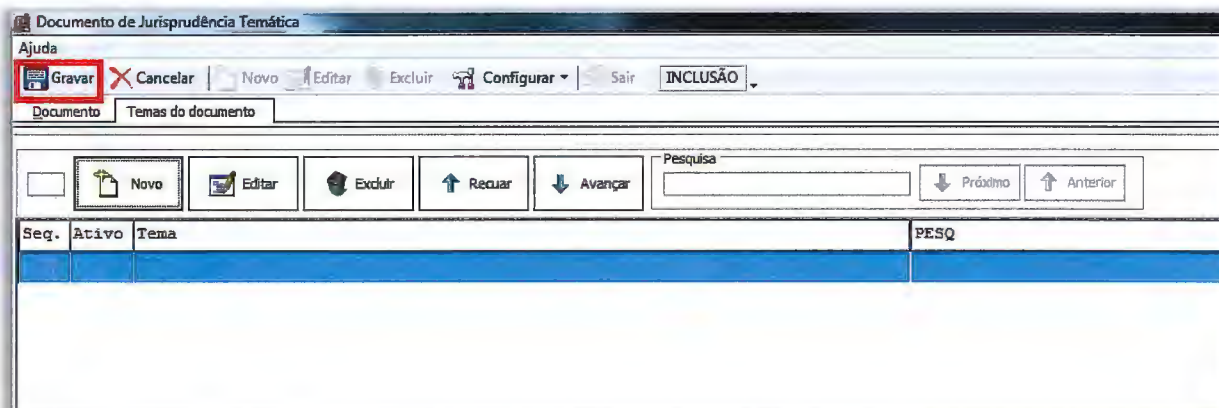 Documento de Jurisprudência Temática
Ajuda
Gravar Cancelar Novo Editar Excluir Configurar Sair INCLUSÃO
Documento Temas do documento
Novo Editar Excluir Recuar Avançar Pesquisa Próximo Anterior
Seq. Ativo Tema PESQ